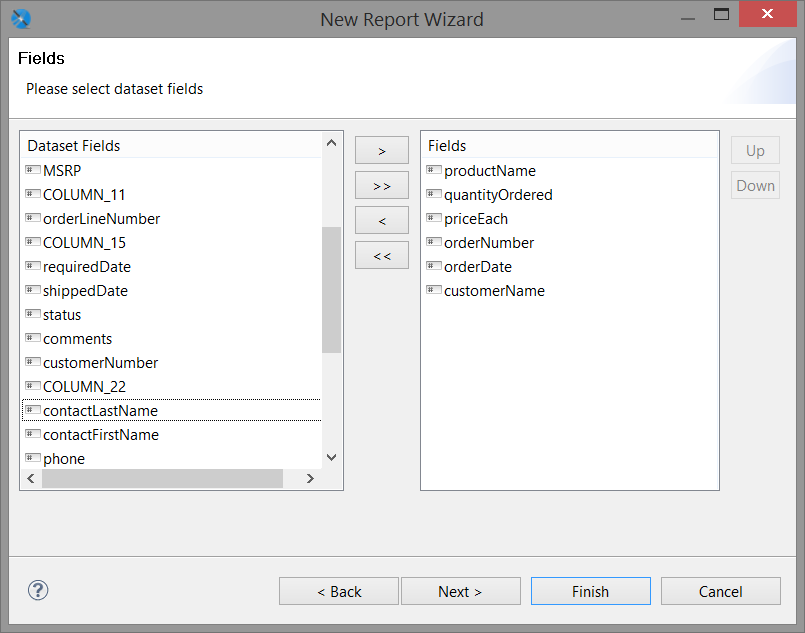 New Report Wizard
Fields
Please select dataset fields
Dataset Fields
MSRP
COLUMN_11
orderLineNumber
COLUMN_15
requiredDate
shippedDate
status
comments
customerNumber
COLUMN_22
contactLastName
contactFirstName
phone
>
>>
<
<<
Fields
productName
quantityOrdered
priceEach
orderNumber
orderDate
customerName
Up
Down
?
< Back
Next >
Finish
Cancel